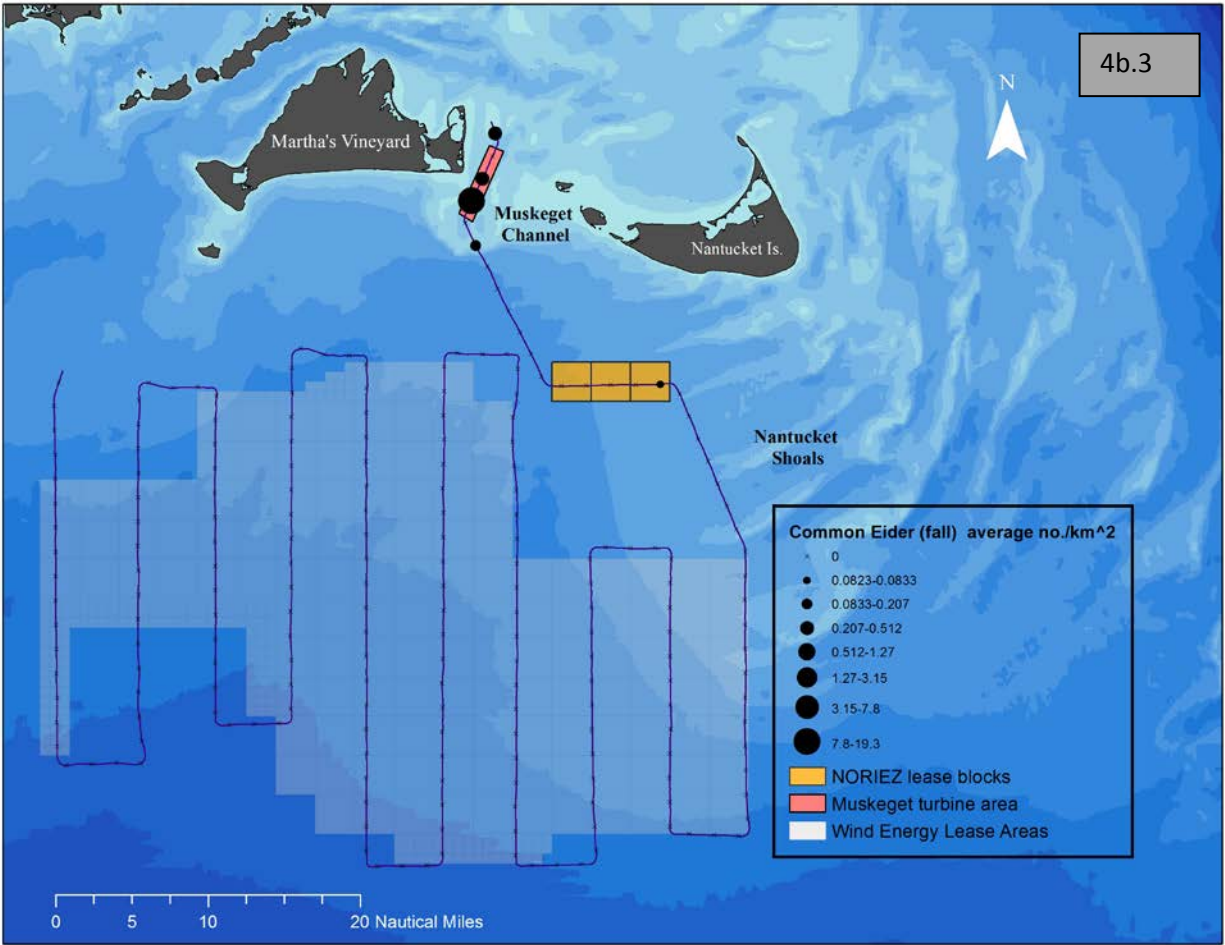 4b.3
N
Martha's Vineyard
Muskeget
Channel
Nantucket Is.
Nantucket
Shoals
Common Eider (fall) average no./km^2
0
0.0823-0.0833
0.0833-0.207
0.207-0.512
0.512-1.27
1.27-3.15
3.15-7.8
7.8-19.3
NORIEZ lease blocks
Muskeget turbine area
Wind Energy Lease Areas
0 5 10 20 Nautical Miles